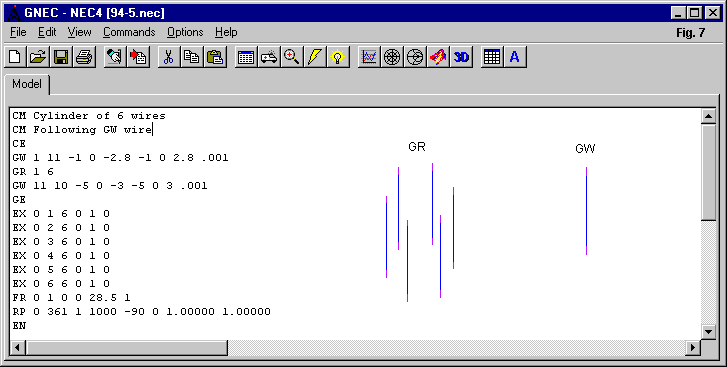 GNEC - NEC4 [94-5.nec]
File Edit View Commands Options Help Fig. 7
3D A
Model
CM Cylinder of 6 wires
CM Following GW wire
CE
GW 1 11 -1 0 -2.8 -1 0 2.8 .001
GR 1 6
GW 11 10 -5 0 -3 -5 0 3 .001
GE
EX 0 1 6 0 1 0
EX 0 2 6 0 1 0
EX 0 3 6 0 1 0
EX 0 4 6 0 1 0
EX 0 5 6 0 1 0
EX 0 6 6 0 1 0
FR 0 1 0 0 28.5 1
RP 0 361 1 1000 -90 0 1.00000 1.00000
EN
GR GW